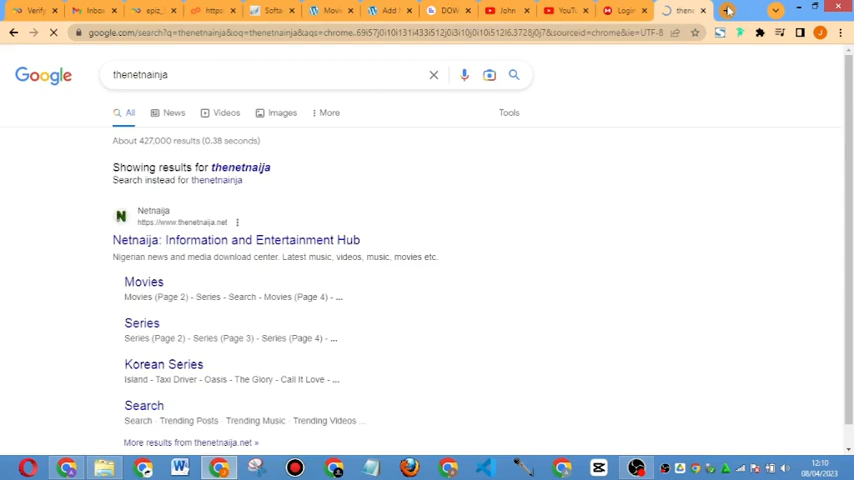 Verify
Inbox
epiz_
https:
Softa
Movi
Add
DOW
John
YouTu
Login
then
google.com/search?q=thenetnainja&oq=thenetnainja&aqs=chrome..69i57j0i10i131i433i512j0i10i512l3j0i10i512l6.3728j0j7&sourceid=chrome&ie=UTF-8
J
Google
thenetnainja
All
News
Videos
Images
More
Tools
About 427,000 results (0.38 seconds)
Showing results for thenetnaija
Search instead for thenetnainja
N
Netnaija
https://www.thenetnaija.net
Netnaija: Information and Entertainment Hub
Nigerian news and media download center. Latest music, videos, music, movies etc.
Movies
Movies (Page 2) - Series - Search - Movies (Page 4) - ...
Series
Series (Page 2) - Series (Page 3) - Series (Page 4) - ...
Korean Series
Island - Taxi Driver - Oasis - The Glory - Call It Love - ...
Search
Search · Trending Posts · Trending Music · Trending Videos ...
More results from thenetnaija.net »
12:10
08/04/2023